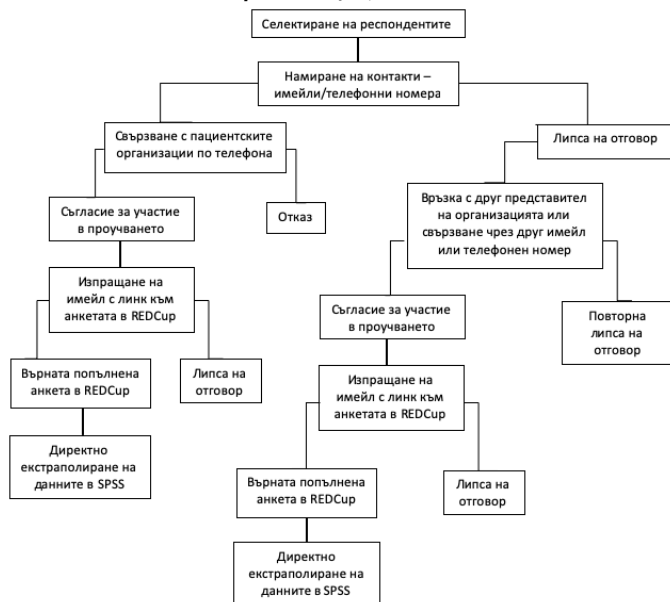 Селектиране на респондентите
Намиране на контакти –
имейли/телефонни номера
Свързване с пациентските
организации по телефона
Липса на отговор
Съгласие за участие
в проучването
Отказ
Връзка с друг представител
на организацията или
свързване чрез друг имейл
или телефонен номер
Изпращане на
имейл с линк към
анкетата в REDCup
Съгласие за участие
в проучването
Повторна
липса на
отговор
Върната попълнена
анкета в REDCup
Липса на
отговор
Изпращане на
имейл с линк към
анкетата в REDCup
Директно
екстраполиране на
данните в SPSS
Върната попълнена
анкета в REDCup
Липса на
отговор
Директно
екстраполиране на
данните в SPSS